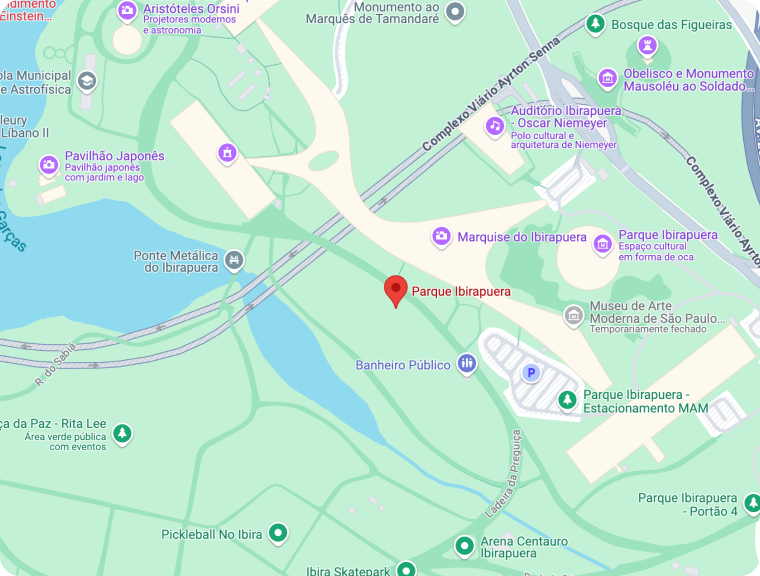 ndimento
Einstein...
Aristóteles Orsini
Projetores modernos
e astronomia
Monumento ao
Marquês de Tamandaré
Bosque das Figueiras
Obelisco e Monumento
Mausoléu ao Soldado...
ola Municipal
e Astrofísica
Complexo Viário Ayrton Senna
Auditório Ibirapuera
- Oscar Niemeyer
Polo cultural e
arquitetura de Niemeyer
leury
Líbano II
Pavilhão Japonês
Pavilhão japonês
com jardim e lago
Garças
Complexo Viário Ayrton
Ponte Metálica
do Ibirapuera
Marquise do Ibirapuera
Parque Ibirapuera
Espaço cultural
em forma de oca
Parque Ibirapuera
Museu de Arte
Moderna de São Paulo...
Temporariamente fechado
R. do Sabiá
Banheiro Público
P
Parque Ibirapuera -
Estacionamento MAM
ça da Paz - Rita Lee
Área verde pública
com eventos
Ladeira da Preguiça
Parque Ibirapuera
- Portão 4
Pickleball No Ibira
Arena Centauro
Ibirapuera
Ibira Skatepark